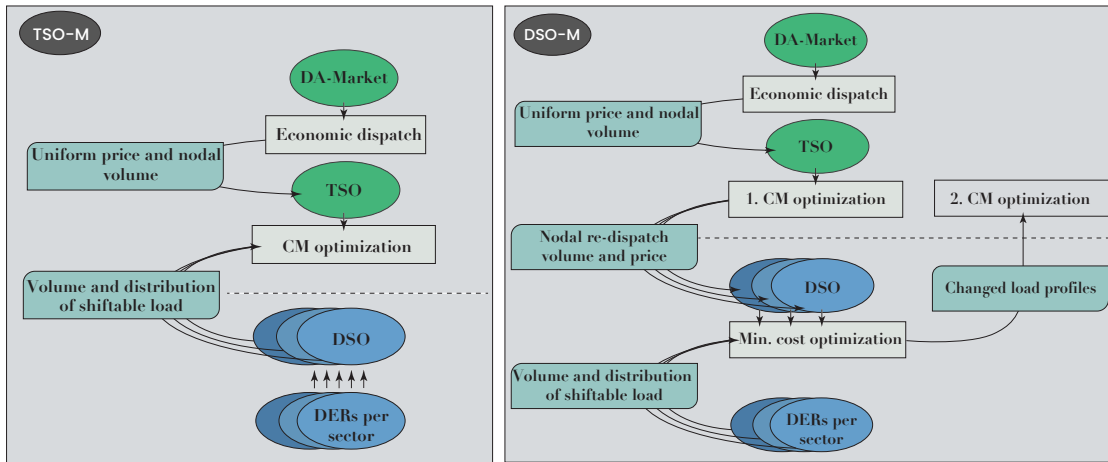 TSO-M
DA-Market
Economic dispatch
Uniform price and nodal
volume
TSO
CM optimization
Volume and distribution
of shiftable load
DSO
DERs per
sector
DSO-M
DA-Market
Economic dispatch
Uniform price and nodal
volume
TSO
1. CM optimization
2. CM optimization
Nodal re-dispatch
volume and price
DSO
Changed load profiles
Min. cost optimization
Volume and distribution
of shiftable load
DERs per
sector